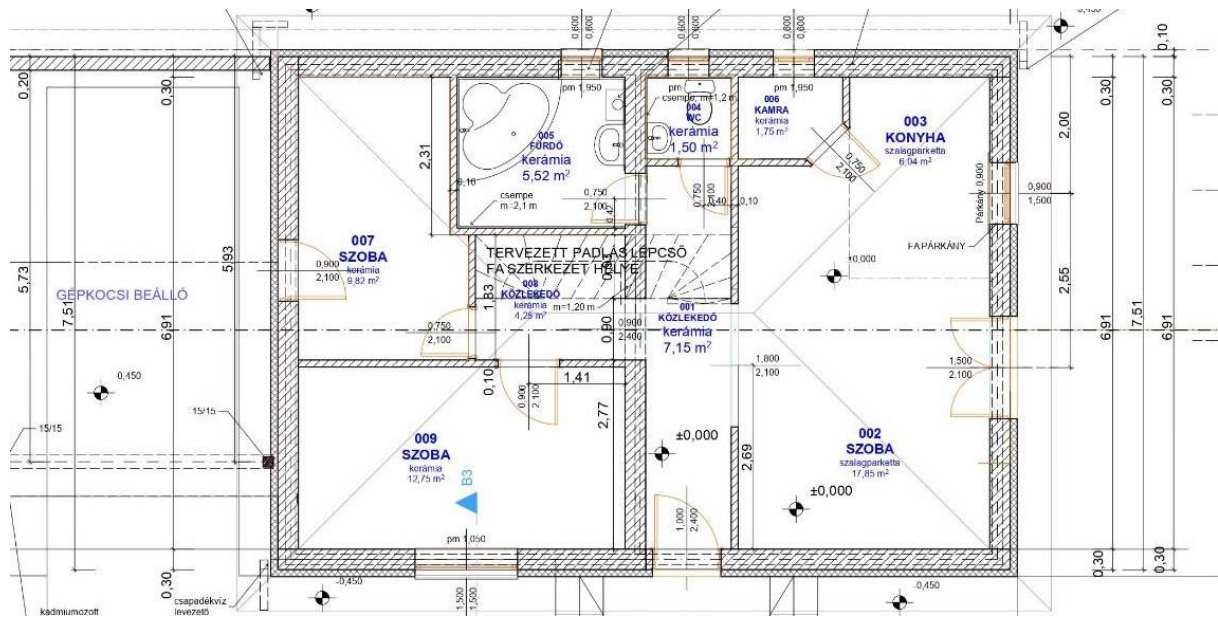 -0,450
0,600
0,600
0,600
0,600
0,600
0,600
-0,450
0,10
0,20
0,30
0,30
0,30
2,00
pm 1,950
pm
pm 1,950
csempe, m=1,2 m
005
FÜRDŐ
kerámia
5,52 m²
004
WC
kerámia
1,50 m²
006
KAMRA
kerámia
1,75 m²
003
KONYHA
szalagparketta
6,04 m²
2,31
0,10
csempe
m=2,1 m
0,750
2,100
0,42
0,750
2,100
0,40
0,10
0,750
2,100
Párkány 0,900
0,900
1,500
FAPÁRKÁNY
±0,000
007
SZOBA
kerámia
9,82 m²
0,900
2,100
TERVEZETT PADLÁS LÉPCSŐ
FA SZERKEZET HELYE
008
KÖZLEKEDŐ
kerámia
4,28 m²
m=1,20 m
1,83
0,93
0,90
0,900
2,400
001
KÖZLEKEDŐ
kerámia
7,15 m²
0,750
2,100
GÉPKOCSI BEÁLLÓ
5,73
7,51
6,91
5,93
2,55
6,91
7,51
6,91
0,450
15/15
15/15
0,10
0,900
2,100
1,41
2,77
1,800
2,100
1,500
2,100
009
SZOBA
kerámia
12,75 m²
B3
±0,000
2,69
002
SZOBA
szalagparketta
17,85 m²
±0,000
1,000
2,400
pm 1,050
0,30
0,30
0,30
-0,450
1,500
1,500
-0,450
kadmiumozott
csapadékvíz
levezető